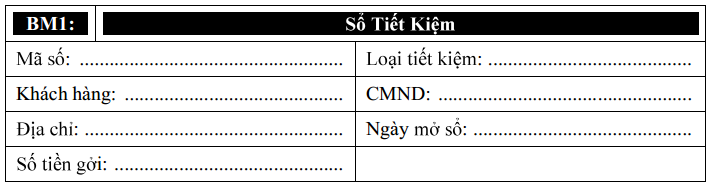 BM1: Sổ Tiết Kiệm
Mã số: ..................................................... Loại tiết kiệm: .........................................
Khách hàng: ............................................ CMND: ...................................................
Địa chỉ: .................................................... Ngày mở sổ: ............................................
Số tiền gởi: ..............................................